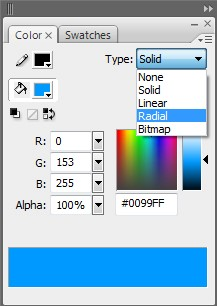 Color × Swatches
Type: Solid
None
Solid
Linear
Radial
Bitmap
R: 0
G: 153
B: 255
Alpha: 100% #0099FF